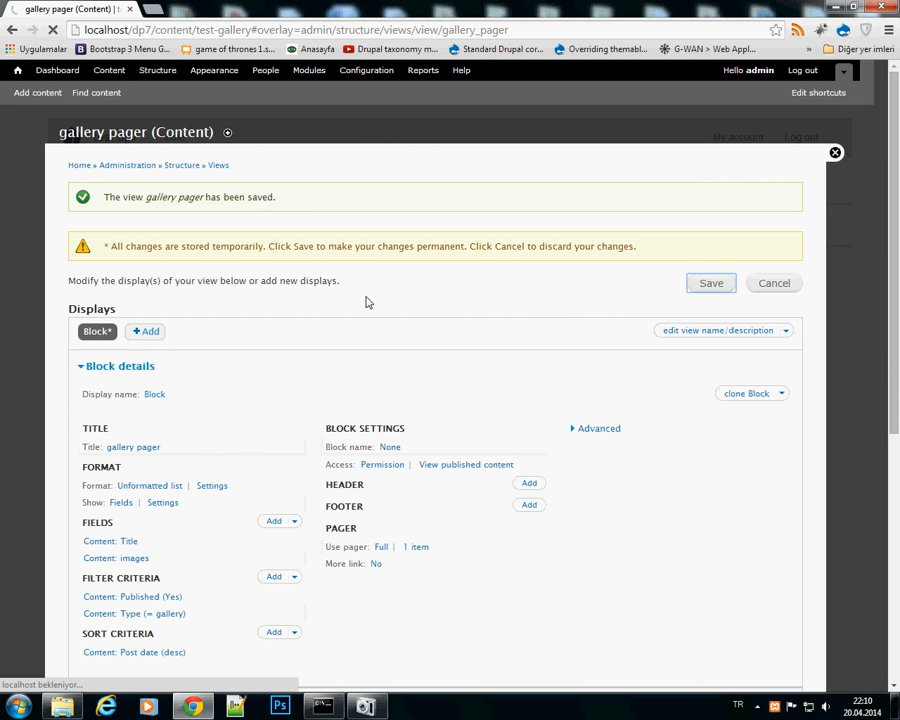 gallery pager (Content) | t
localhost/dp7/content/test-gallery#overlay=admin/structure/views/view/gallery_pager
Uygulamalar
Bootstrap 3 Menu G...
game of thrones 1.s...
Anasayfa
Drupal taxonomy m...
Standard Drupal cor...
Overriding themabl...
G-WAN > Web Appl...
»
Diğer yer imleri
Dashboard Content Structure Appearance People Modules Configuration Reports Help
Hello admin Log out
Add content Find content
Edit shortcuts
My account Log out
gallery pager (Content)
Home » Administration » Structure » Views
The view gallery pager has been saved.
* All changes are stored temporarily. Click Save to make your changes permanent. Click Cancel to discard your changes.
Modify the display(s) of your view below or add new displays.
Save Cancel
Displays
Block* + Add
edit view name/description
Block details
Display name: Block
clone Block
TITLE
Title: gallery pager
FORMAT
Format: Unformatted list | Settings
Show: Fields | Settings
FIELDS
Add
Content: Title
Content: images
FILTER CRITERIA
Add
Content: Published (Yes)
Content: Type (= gallery)
SORT CRITERIA
Add
Content: Post date (desc)
BLOCK SETTINGS
Block name: None
Access: Permission | View published content
HEADER
Add
FOOTER
Add
PAGER
Use pager: Full | 1 item
More link: No
Advanced
localhost bekleniyor...
TR
22:10
20.04.2014